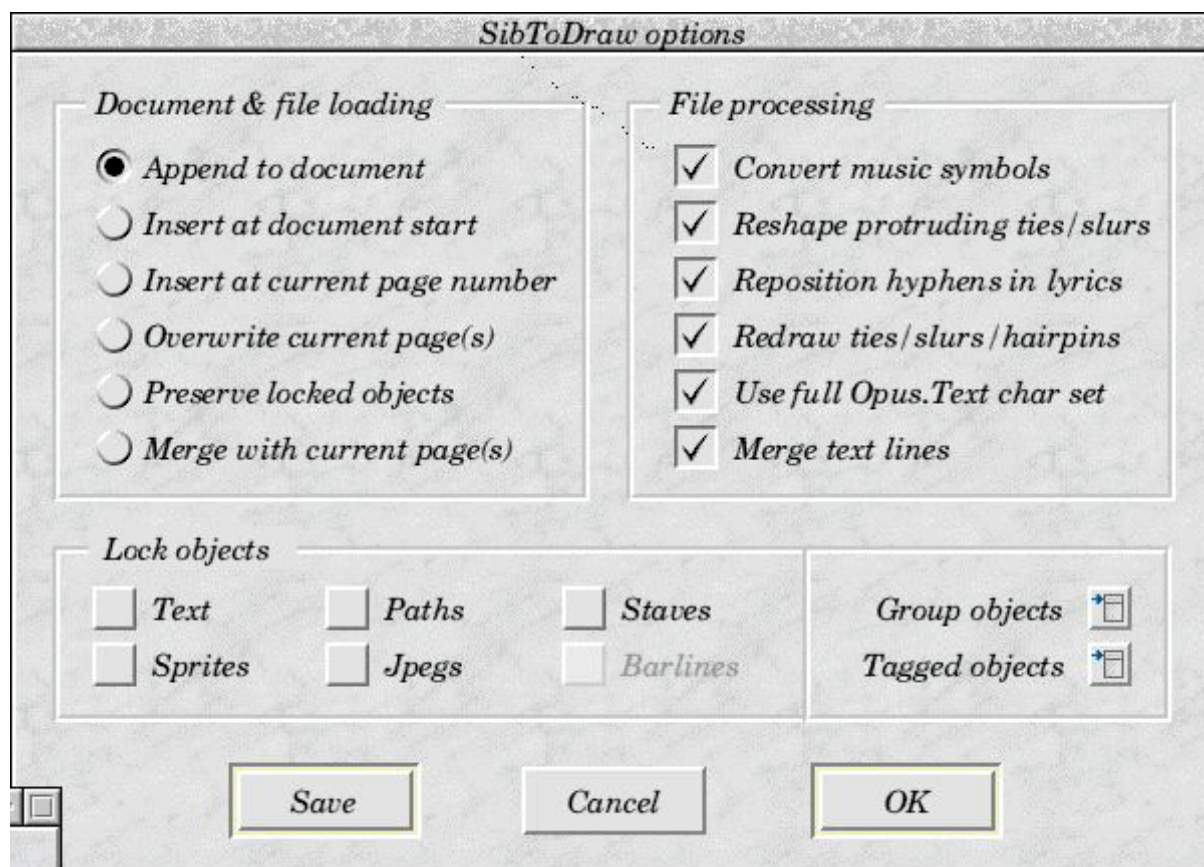 SibToDraw options
Document & file loading
Append to document
Insert at document start
Insert at current page number
Overwrite current page(s)
Preserve locked objects
Merge with current page(s)
File processing
Convert music symbols
Reshape protruding ties/slurs
Reposition hyphens in lyrics
Redraw ties/slurs/hairpins
Use full Opus.Text char set
Merge text lines
Lock objects
Text Paths Staves
Sprites Jpegs Barlines
Group objects
Tagged objects
Save Cancel OK